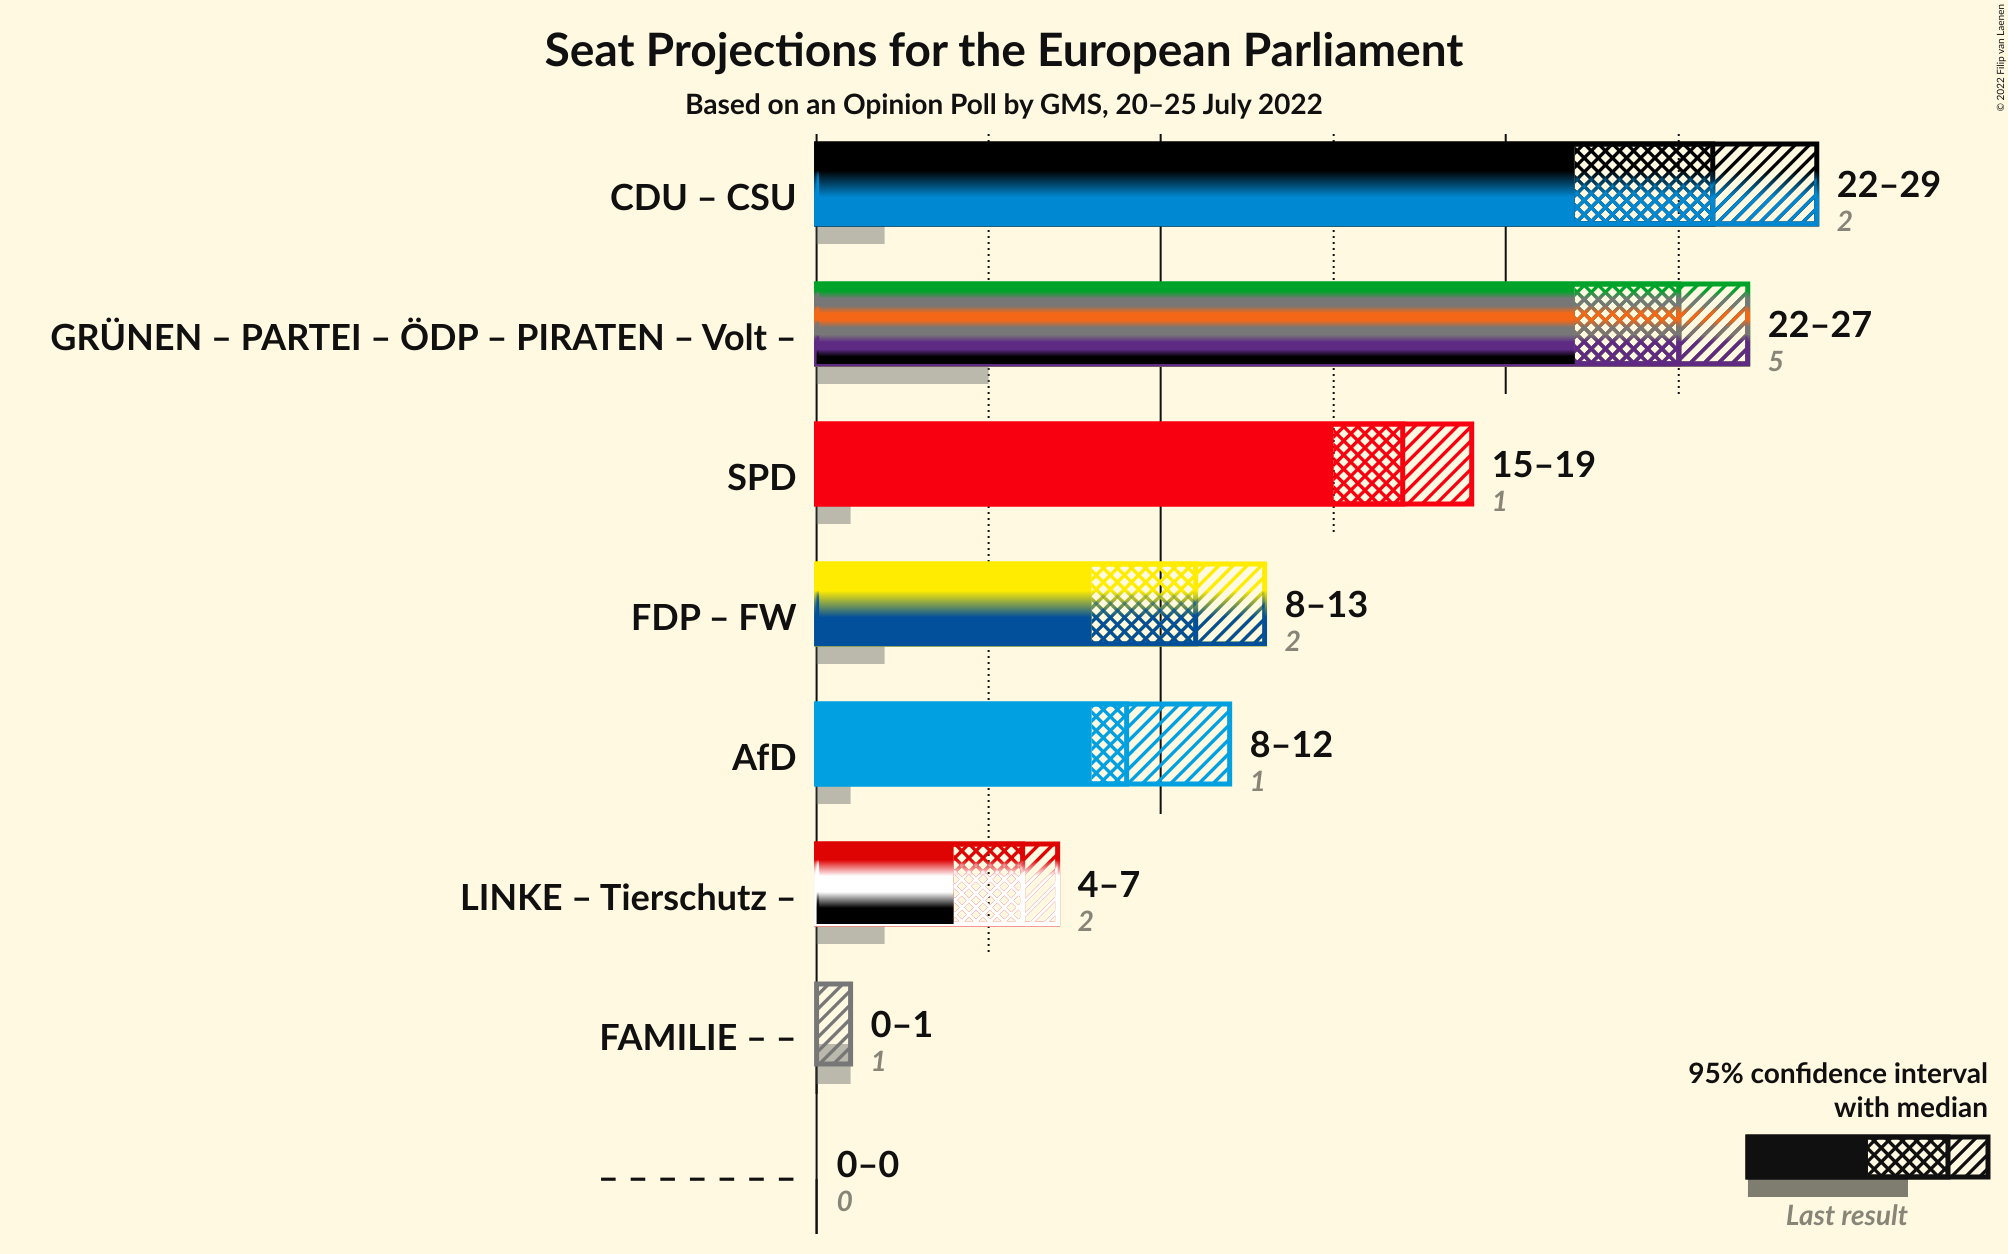 Seat Projections for the European Parliament
Based on an Opinion Poll by GMS, 20–25 July 2022
© 2022 Filip van Laenen
CDU – CSU
22–29
2
GRÜNEN – PARTEI – ÖDP – PIRATEN – Volt –
22–27
5
SPD
15–19
1
FDP – FW
8–13
2
AfD
8–12
1
LINKE – Tierschutz –
4–7
2
FAMILIE – –
0–1
1
– – – – – – –
0–0
0
95% confidence interval
with median
Last result